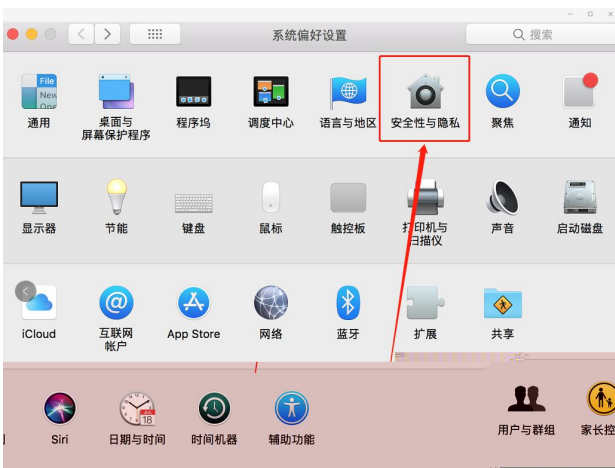 系统偏好设置
搜索
File
New
通用
桌面与
屏幕保护程序
程序坞
调度中心
语言与地区
安全性与隐私
聚焦
通知
显示器
节能
键盘
鼠标
触控板
打印机与
扫描仪
声音
启动磁盘
iCloud
互联网
帐户
App Store
网络
蓝牙
扩展
共享
JUL
18
Siri
日期与时间
时间机器
辅助功能
用户与群组
家长控